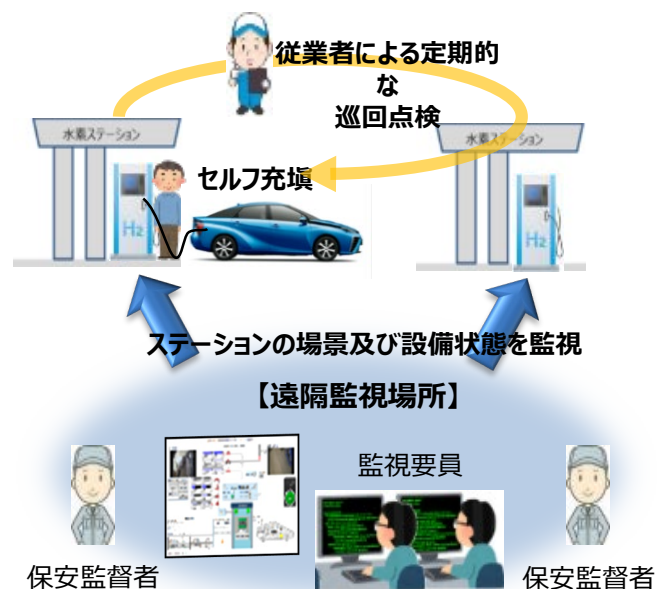 従業者による定期的
な
巡回点検
水素ステーション
水素ステーション
セルフ充塡
H2
H2
ステーションの場景及び設備状態を監視
【遠隔監視場所】
監視要員
保安監督者
保安監督者